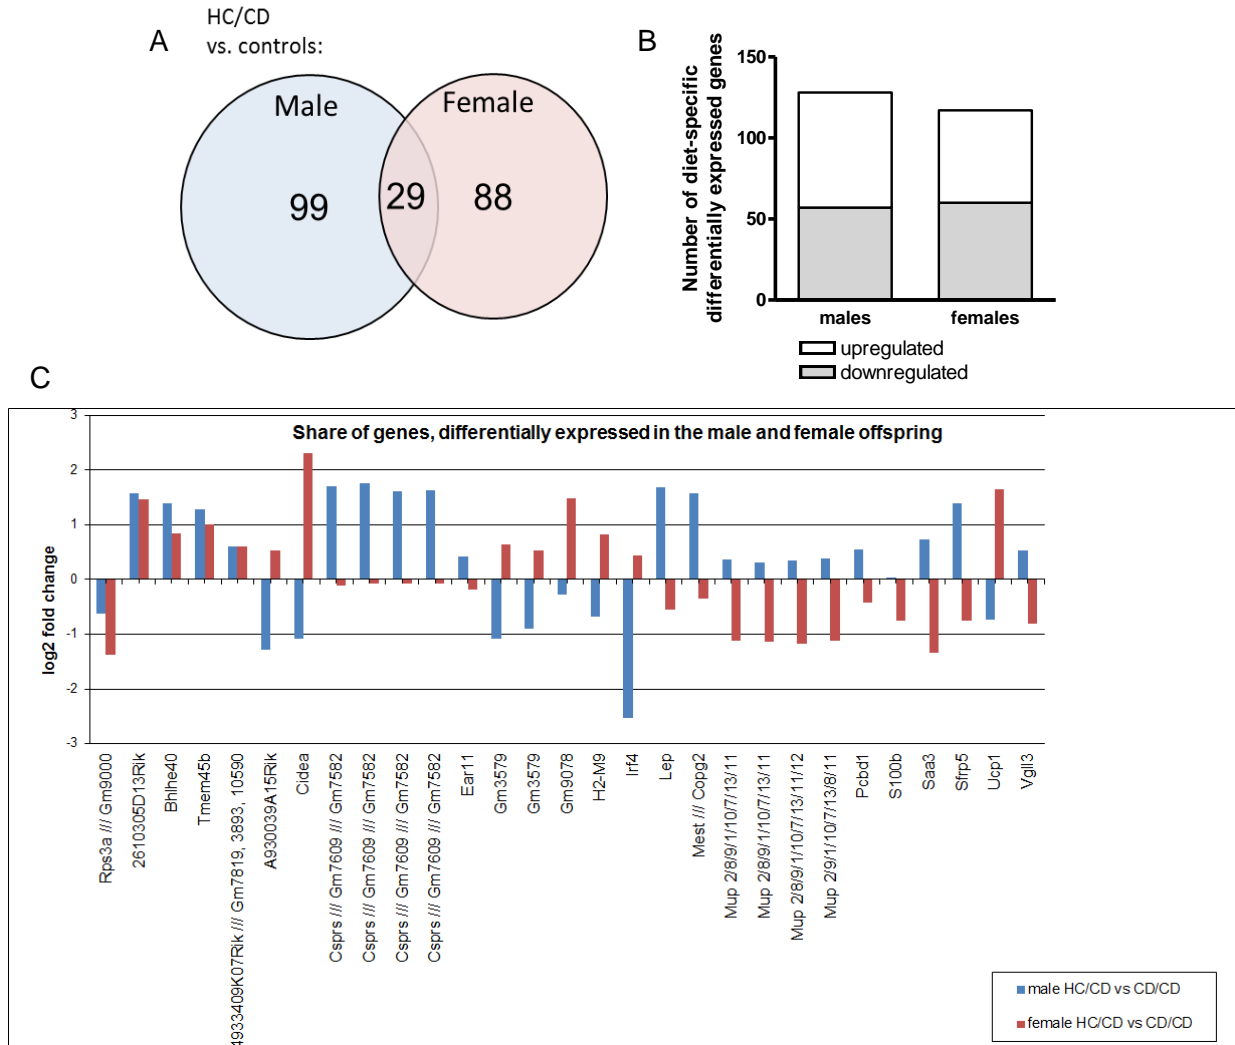 A
HC/CD
vs. controls:
Male
Female
99
29
88
B
Number of diet-specific
differentially expressed genes
150
100
50
0
males
females
upregulated
downregulated
C
Share of genes, differentially expressed in the male and female offspring
log2 fold change
3
2
1
0
-1
-2
-3
Rps3a /// Gm9000
2610305D13Rik
Bhlhe40
Tmem45b
4933409K07Rik /// Gm7819, 3893, 10590
A930039A15Rik
Cidea
Csprs /// Gm7609 /// Gm7582
Csprs /// Gm7609 /// Gm7582
Csprs /// Gm7609 /// Gm7582
Csprs /// Gm7609 /// Gm7582
Ear11
Gm3579
Gm3579
Gm9078
H2-M9
Irf4
Lep
Mest /// Copg2
Mup 2/8/9/1/10/7/13/11
Mup 2/8/9/1/10/7/13/11
Mup 2/8/9/1/10/7/13/11/12
Mup 2/9/1/10/7/13/8/11
Pcbd1
S100b
Saa3
Sfrp5
Ucp1
Vgll3
male HC/CD vs CD/CD
female HC/CD vs CD/CD